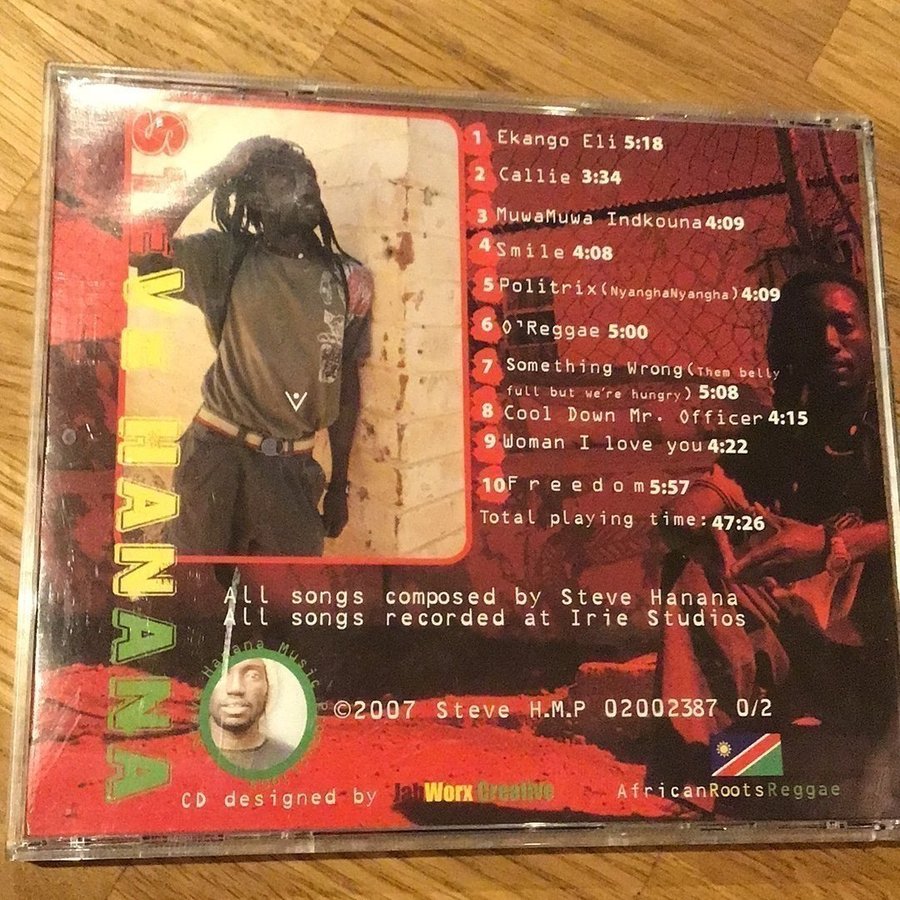 STEVE HANANA
1 Ekango Eli 5:18
2 Callie 3:34
3 MuwaMuwa Indkouna 4:09
4 Smile 4:08
5 Politrix(NyanghaNyangha) 4:09
6 O'Reggae 5:00
7 Something Wrong(Them belly
full but we're hungry) 5:08
8 Cool Down Mr. Officer 4:15
9 Woman I love you 4:22
10 Freedom 5:57
Total playing time: 47:26
All songs composed by Steve Hanana
All songs recorded at Irie Studios
Hanana Music
©2007 Steve H.M.P 02002387 0/2
CD designed by JahWorx Creative
AfricanRootsReggae